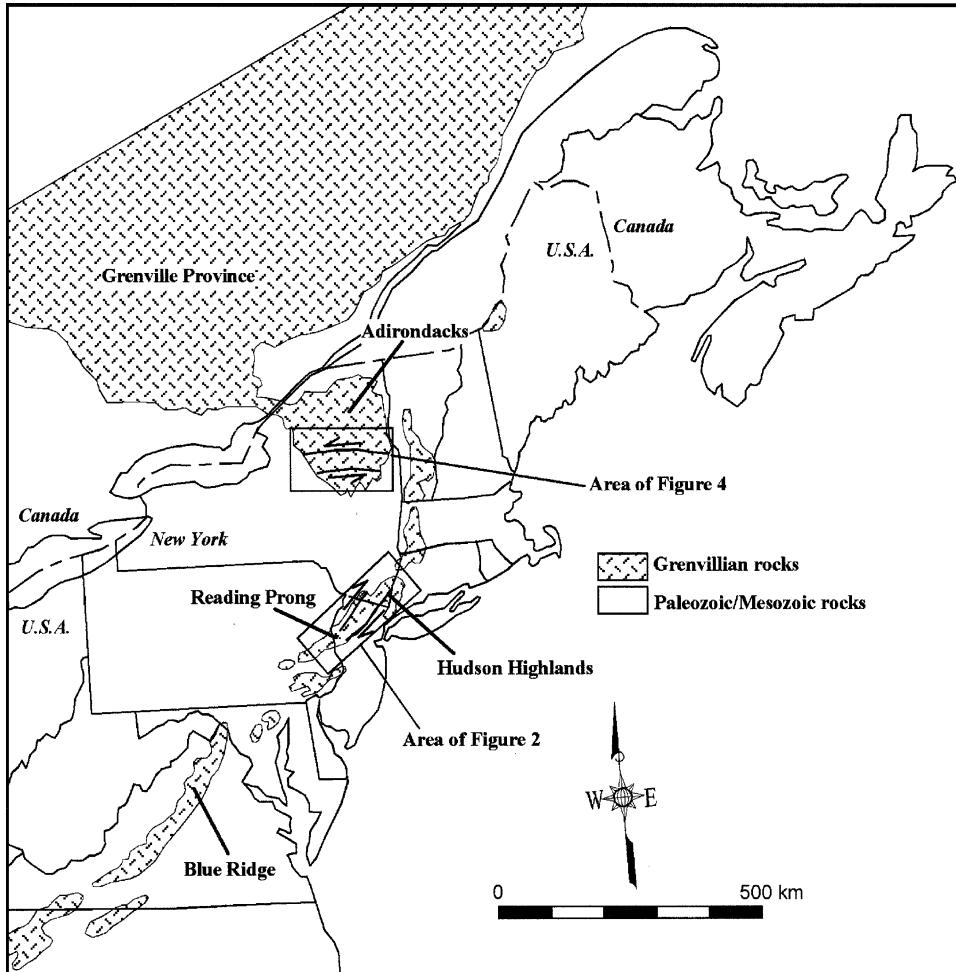 Grenville Province
U.S.A.
Canada
Adirondacks
Area of Figure 4
Canada
New York
Grenvillian rocks
Paleozoic/Mesozoic rocks
Reading Prong
U.S.A.
Hudson Highlands
Area of Figure 2
W E
Blue Ridge
0 500 km